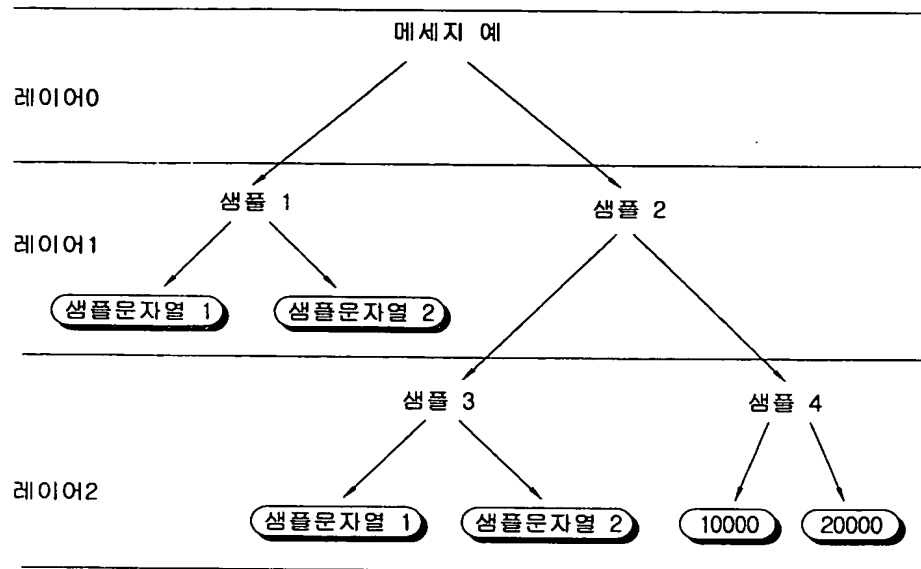 메세지 예
레이어0
샘플 1
샘플 2
레이어1
샘플문자열 1
샘플문자열 2
샘플 3
샘플 4
레이어2
샘플문자열 1
샘플문자열 2
10000
20000